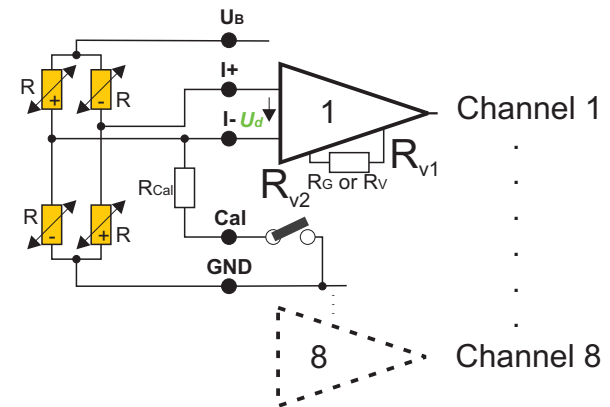 UB
I+
R
+
-
R
1
Channel 1
I- Ud
Rv1
RCal
RG or RV
Rv2
R
-
R
+
Cal
GND
8
Channel 8